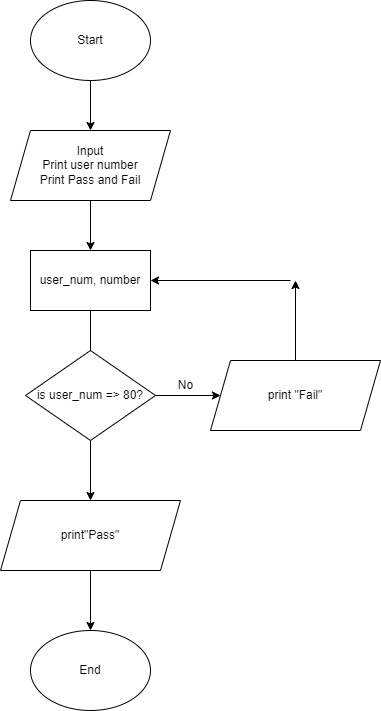 Start
Input
Print user number
Print Pass and Fail
user_num, number
is user_num => 80?
No
print "Fail"
print"Pass"
End